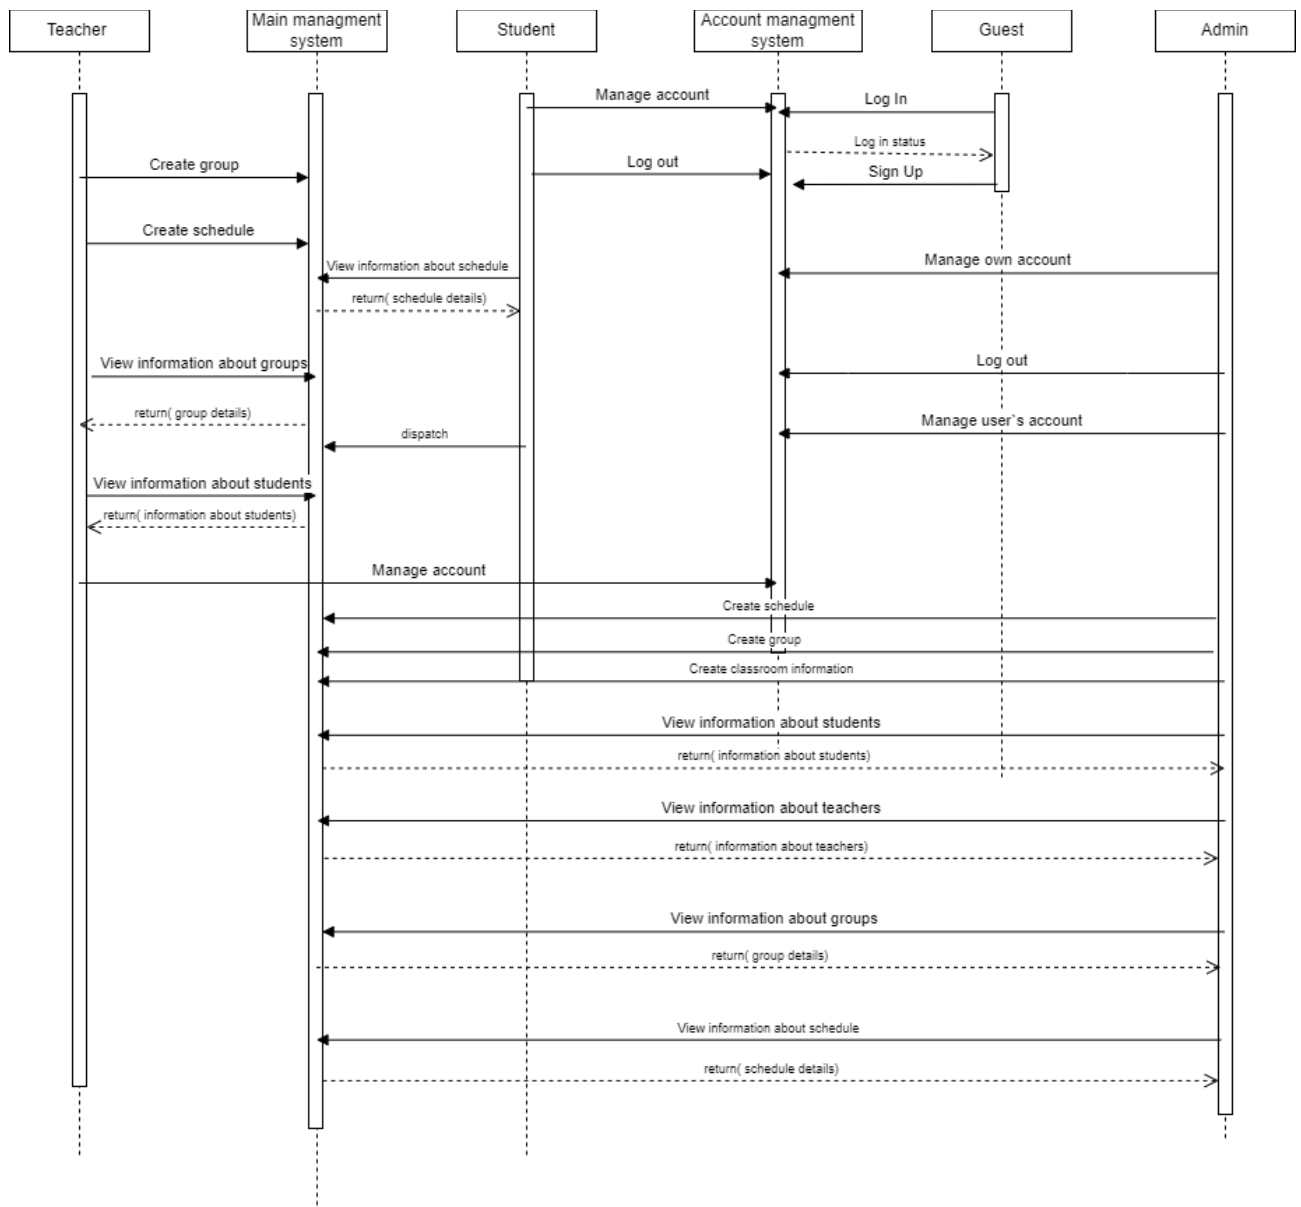 Teacher
Main managment
system
Student
Account managment
system
Guest
Admin
Manage account
Log In
Log in status
Create group
Log out
Sign Up
Create schedule
View information about schedule
Manage own account
return( schedule details)
View information about groups
Log out
return( group details)
Manage user`s account
dispatch
View information about students
return( information about students)
Manage account
Create schedule
Create group
Create classroom information
View information about students
return( information about students)
View information about teachers
return( information about teachers)
View information about groups
return( group details)
View information about schedule
return( schedule details)